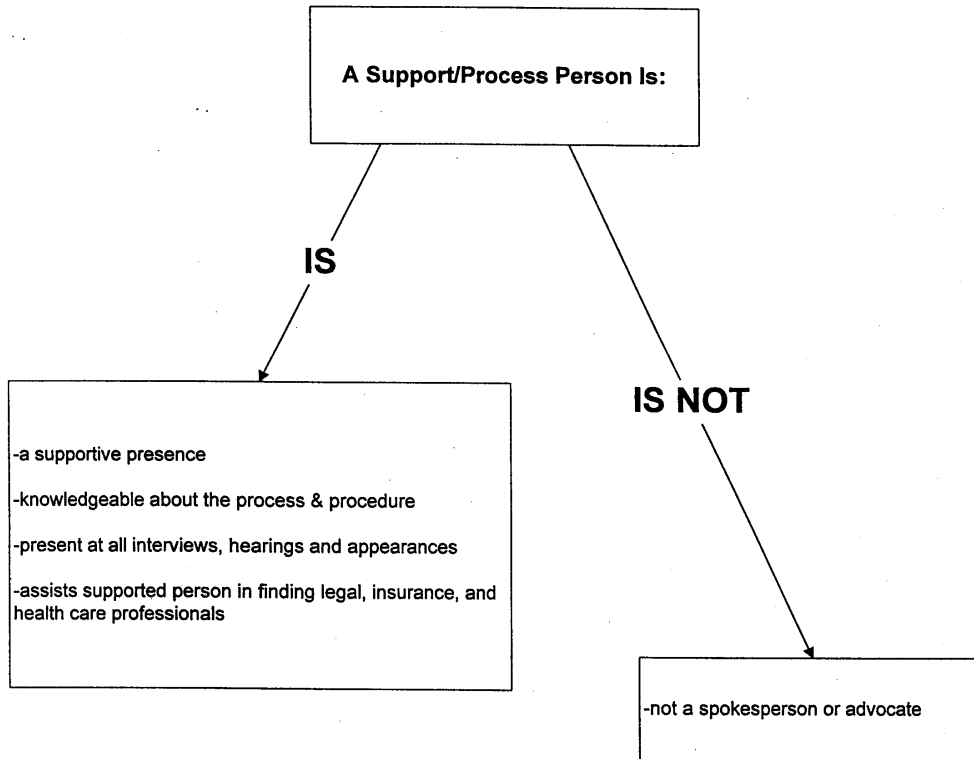 A Support/Process Person Is:
IS
-a supportive presence
-knowledgeable about the process & procedure
-present at all interviews, hearings and appearances
-assists supported person in finding legal, insurance, and
health care professionals
IS NOT
-not a spokesperson or advocate